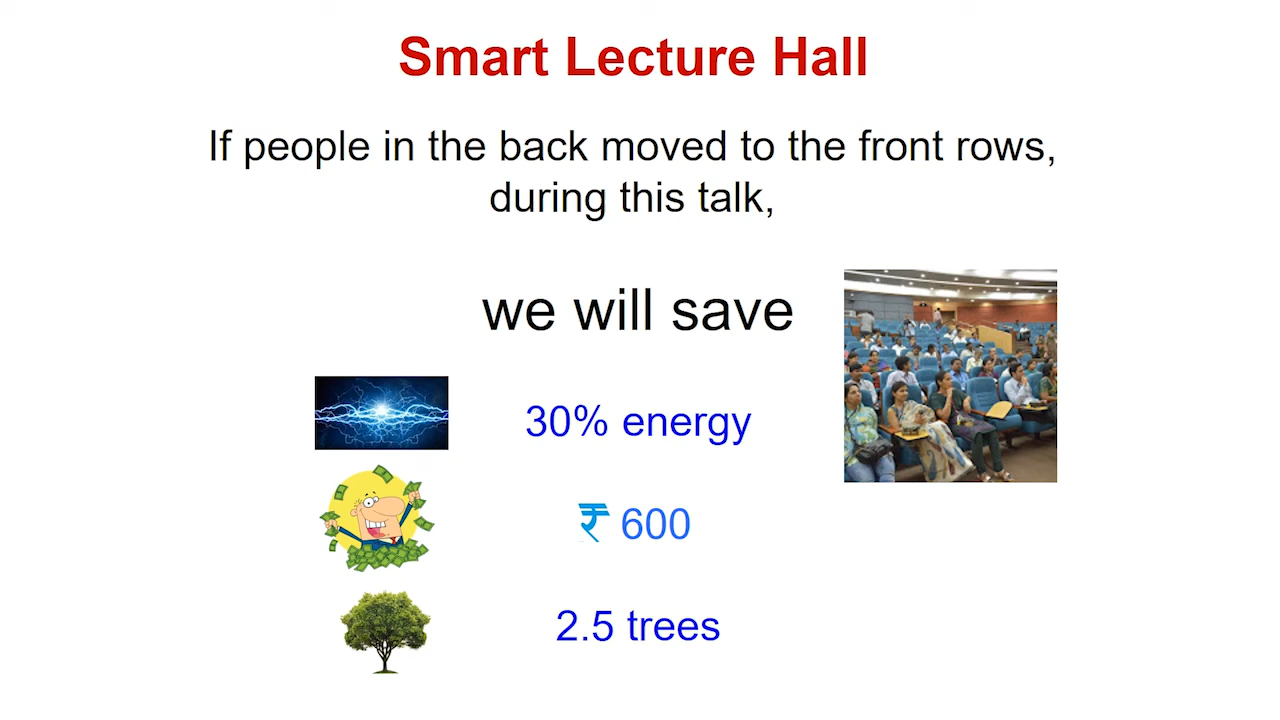 Smart Lecture Hall
If people in the back moved to the front rows,
during this talk,
we will save
30% energy
₹ 600
2.5 trees